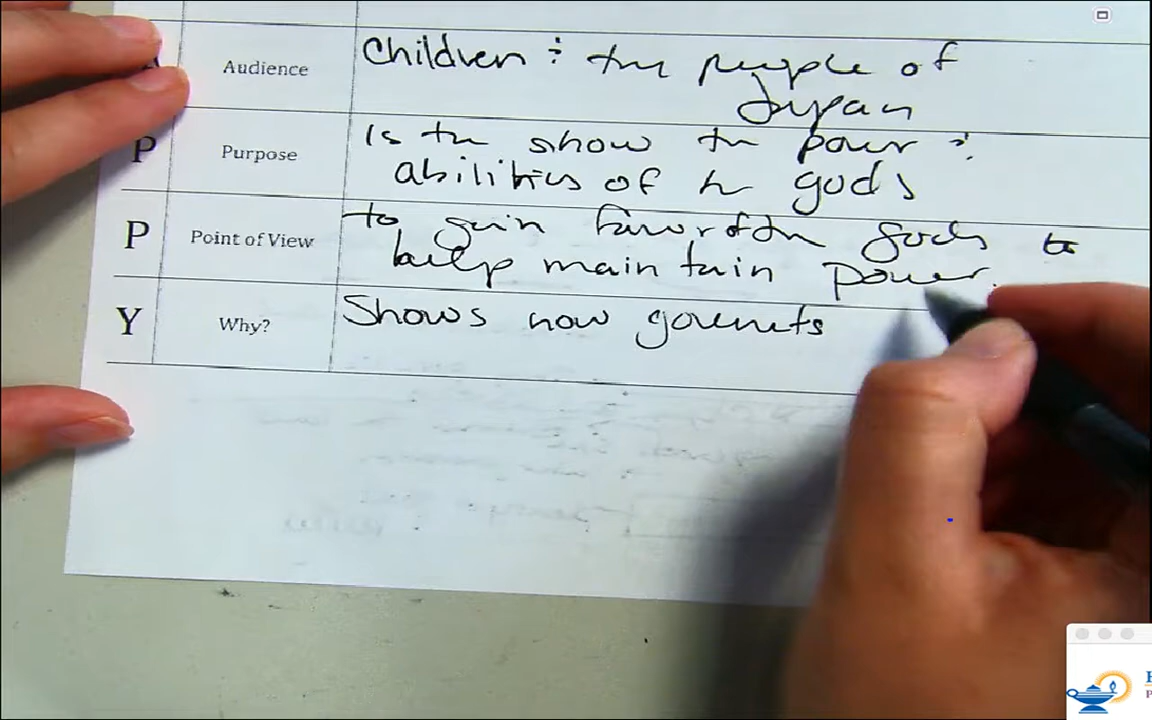 A Audience Children & the people of
Japan
P Purpose Is the show the power &
abilities of the gods
P Point of View to gain favor of the gods to
help maintain power.
Y Why? Shows how